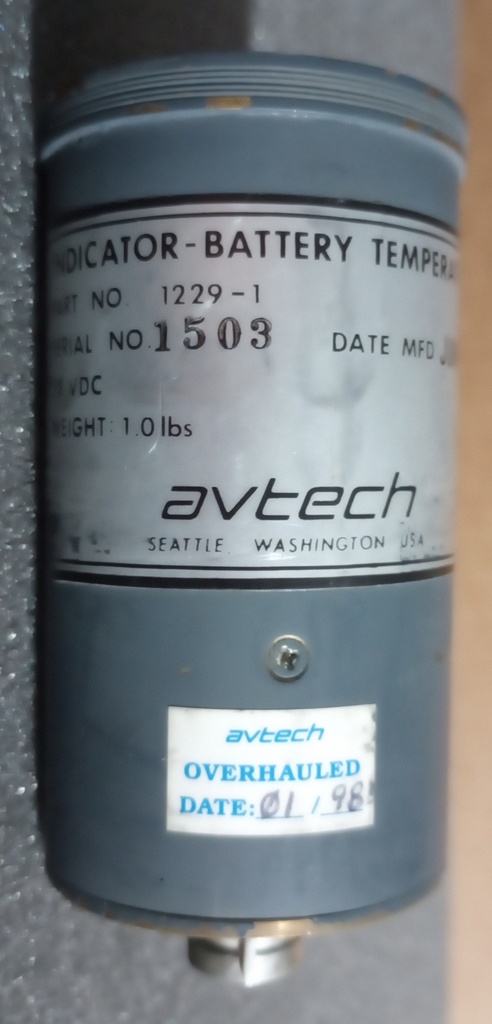 INDICATOR-BATTERY
PART NO. 1229-1
SERIAL NO. 1503 DATE MFD
VDC
WEIGHT: 1.0 lbs
avtech
SEATTLE WASHINGTON USA
avtech
OVERHAULED
DATE: 01/98